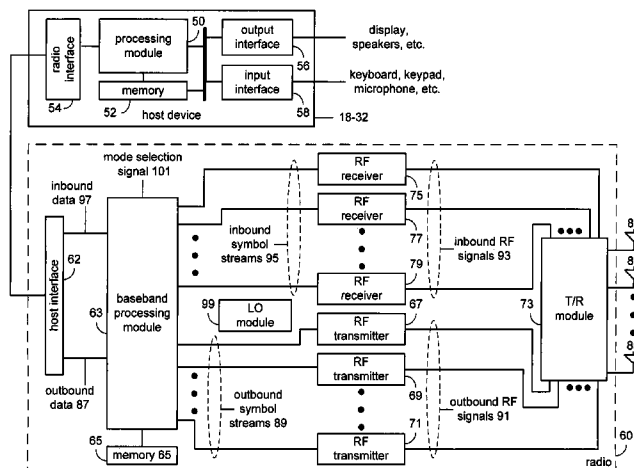 50
processing
module
radio
interface
54
memory
52
host device
output
interface
56
input
interface
58
display,
speakers, etc.
keyboard, keypad,
microphone, etc.
18-32
mode selection
signal 101
inbound
data 97
host interface
62
63
baseband
processing
module
outbound
data 87
65
memory 65
inbound
symbol
streams 95
99
LO
module
outbound
symbol
streams 89
RF
receiver
75
RF
receiver
77
RF
receiver
79
RF
transmitter
67
RF
transmitter
69
RF
transmitter
71
inbound RF
signals 93
outbound RF
signals 91
73
T/R
module
8
8
8
radio
60